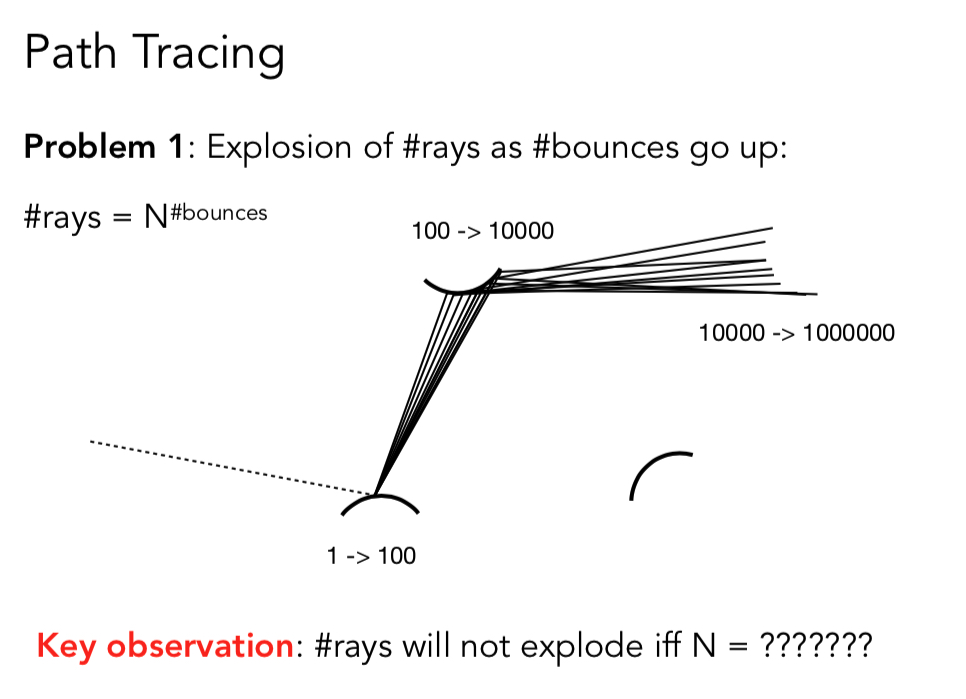 Path Tracing
Problem 1: Explosion of #rays as #bounces go up:
#rays = N#bounces
100 -> 10000
10000 -> 1000000
1 -> 100
Key observation: #rays will not explode iff N = ???????